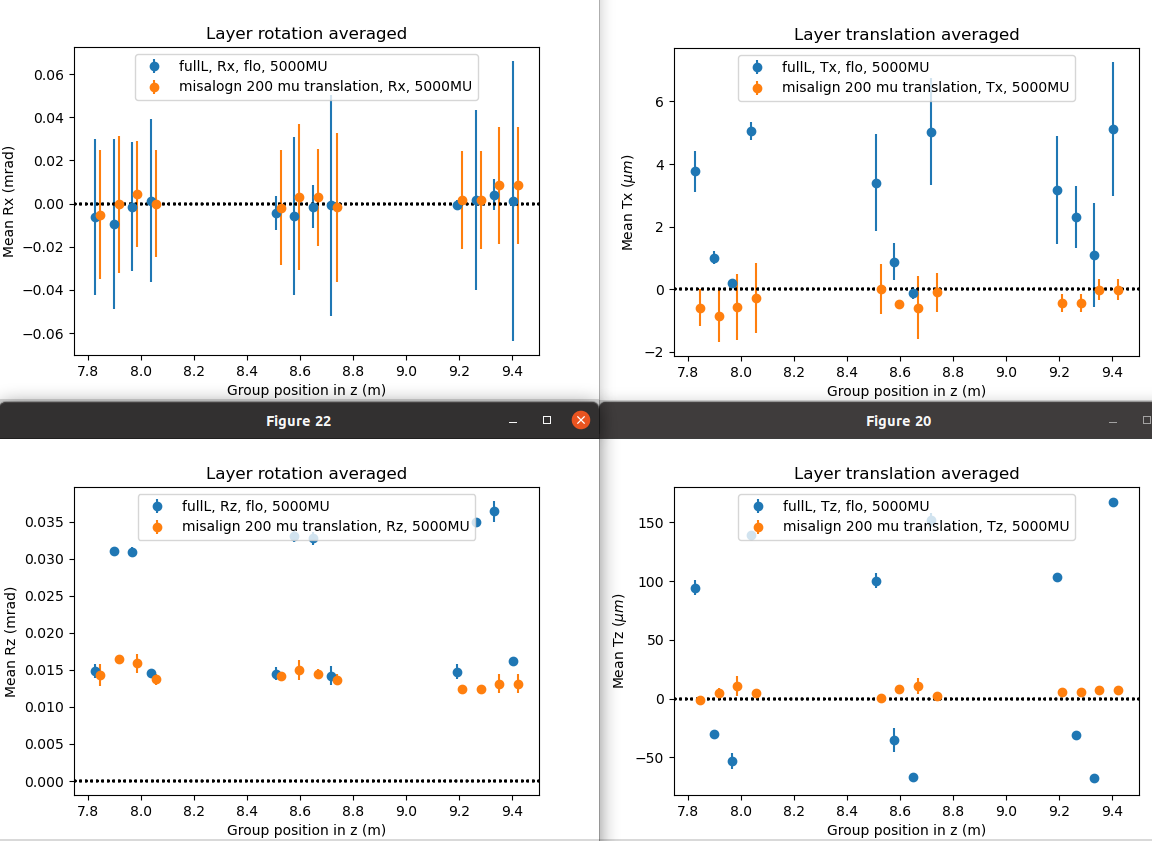 Layer rotation averaged
fullL, Rx, flo, 5000MU
misalogn 200 mu translation, Rx, 5000MU
0.06
0.04
0.02
0.00
−0.02
−0.04
−0.06
Mean Rx (mrad)
7.8 8.0 8.2 8.4 8.6 8.8 9.0 9.2 9.4
Group position in z (m)
Layer translation averaged
fullL, Tx, flo, 5000MU
misalign 200 mu translation, Tx, 5000MU
6
4
2
0
−2
Mean Tx (μm)
7.8 8.0 8.2 8.4 8.6 8.8 9.0 9.2 9.4
Group position in z (m)
Figure 22
Layer rotation averaged
fullL, Rz, flo, 5000MU
misalign 200 mu translation, Rz, 5000MU
0.035
0.030
0.025
0.020
0.015
0.010
0.005
0.000
Mean Rz (mrad)
7.8 8.0 8.2 8.4 8.6 8.8 9.0 9.2 9.4
Group position in z (m)
Figure 20
Layer translation averaged
fullL, Tz, flo, 5000MU
misalign 200 mu translation, Tz, 5000MU
150
100
50
0
−50
Mean Tz (μm)
7.8 8.0 8.2 8.4 8.6 8.8 9.0 9.2 9.4
Group position in z (m)